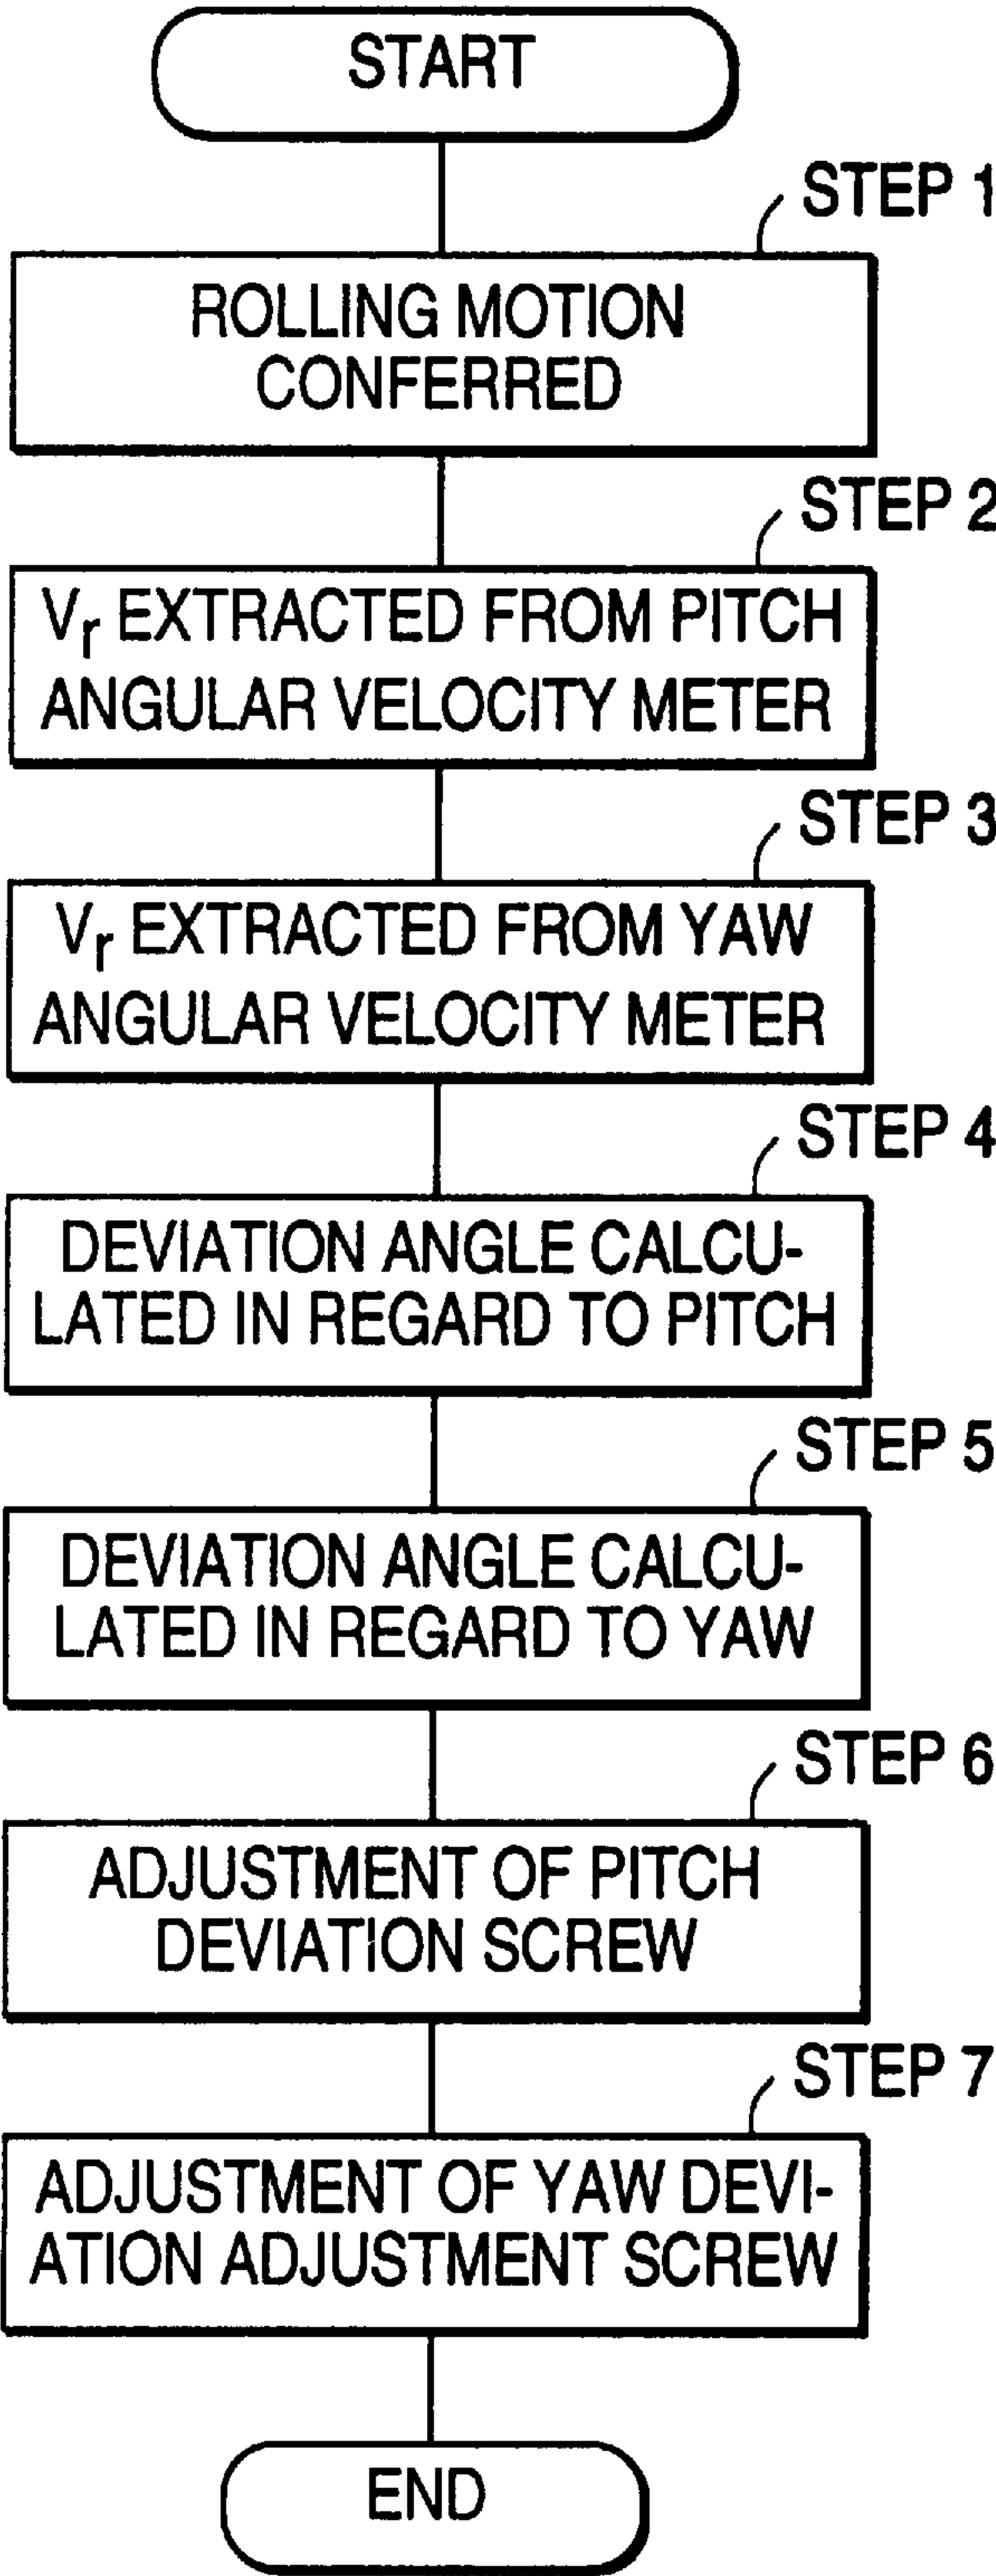 START
STEP 1
ROLLING MOTION
CONFERRED
STEP 2
Vr EXTRACTED FROM PITCH
ANGULAR VELOCITY METER
STEP 3
Vr EXTRACTED FROM YAW
ANGULAR VELOCITY METER
STEP 4
DEVIATION ANGLE CALCU-
LATED IN REGARD TO PITCH
STEP 5
DEVIATION ANGLE CALCU-
LATED IN REGARD TO YAW
STEP 6
ADJUSTMENT OF PITCH
DEVIATION SCREW
STEP 7
ADJUSTMENT OF YAW DEVI-
ATION ADJUSTMENT SCREW
END